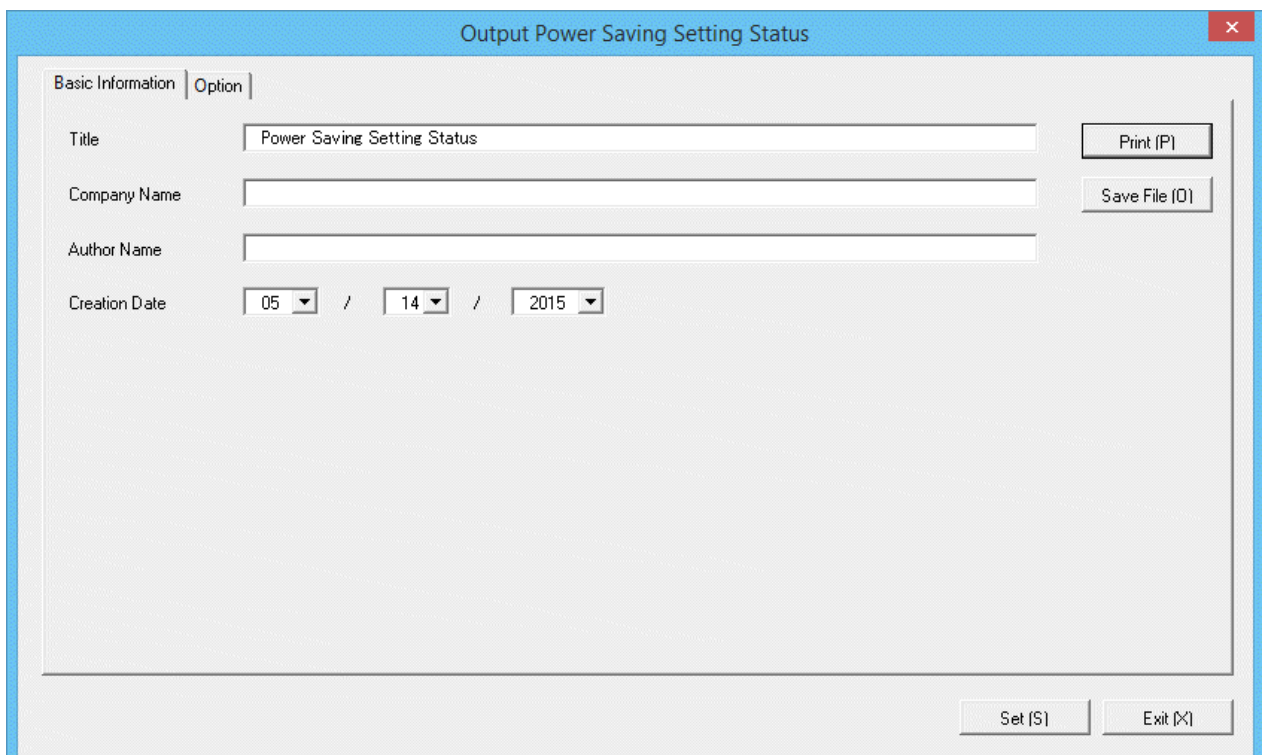 Output Power Saving Setting Status
Basic Information Option
Title Power Saving Setting Status Print (P)
Company Name Save File (O)
Author Name
Creation Date 05 / 14 / 2015
Set (S) Exit (X)